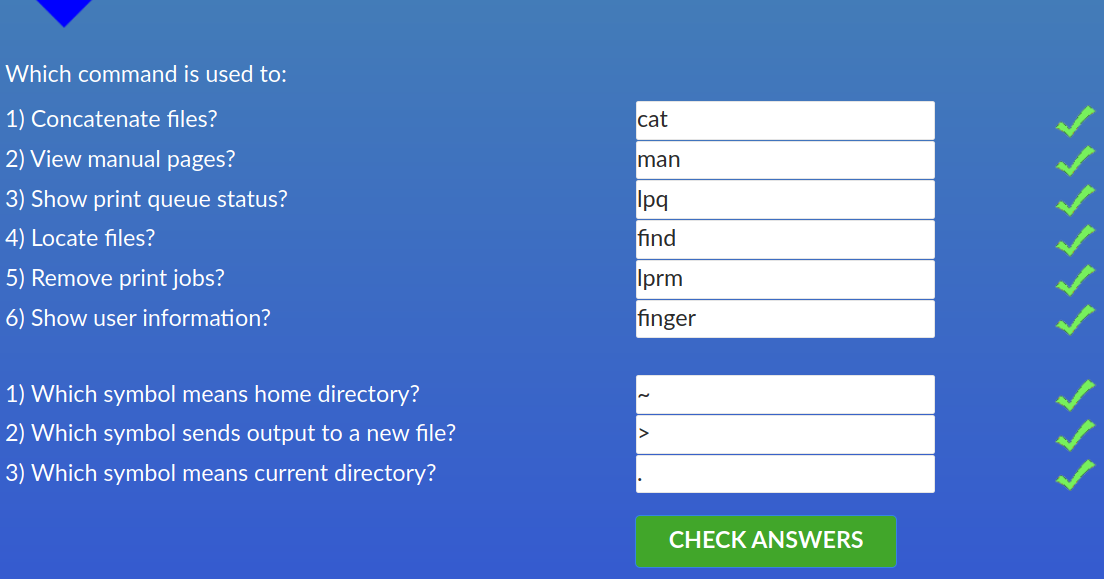 Which command is used to:
1) Concatenate files? cat
2) View manual pages? man
3) Show print queue status? lpq
4) Locate files? find
5) Remove print jobs? lprm
6) Show user information? finger
1) Which symbol means home directory? ~
2) Which symbol sends output to a new file? >
3) Which symbol means current directory? .
CHECK ANSWERS